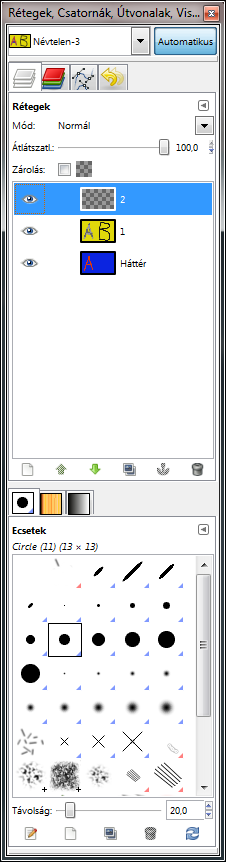 Rétegek, Csatornák, Útvonalak, Vis...
Névtelen-3
Automatikus
Rétegek
Mód: Normál
Átlátszatl.: 100,0
Zárolás:
2
AB 1
A Háttér
Ecsetek
Circle (11) (13 × 13)
Távolság: 20,0